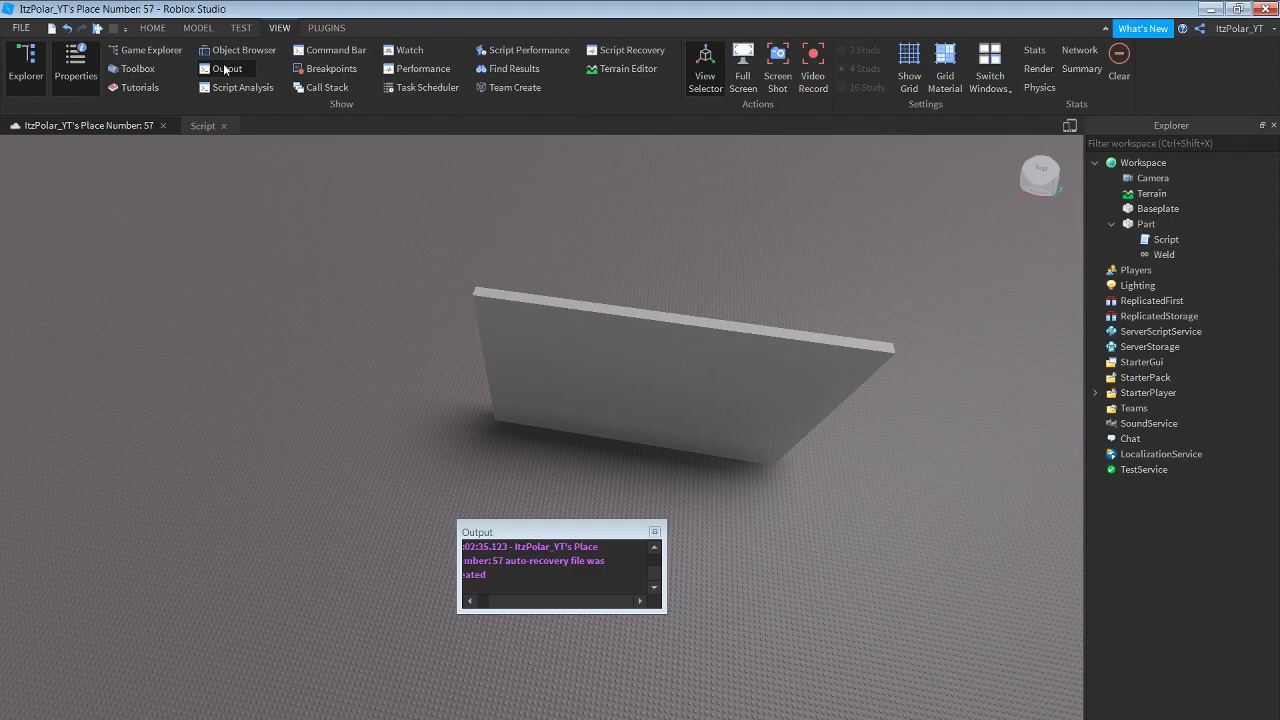 ItzPolar_YT's Place Number: 57 - Roblox Studio
FILE
HOME
MODEL
TEST
VIEW
PLUGINS
What's New
ItzPolar_YT
Explorer
Properties
Game Explorer
Toolbox
Tutorials
Object Browser
Output
Script Analysis
Command Bar
Breakpoints
Call Stack
Watch
Performance
Task Scheduler
Script Performance
Find Results
Team Create
Script Recovery
Terrain Editor
Show
View
Selector
Full
Screen
Screen
Shot
Video
Record
Actions
2 Studs
4 Studs
16 Studs
Show
Grid
Grid
Material
Switch
Windows
Settings
Stats
Render
Physics
Network
Summary
Clear
Stats
ItzPolar_YT's Place Number: 57
Script
Top
Output
:02:35.123 - ItzPolar_YT's Place
mber: 57 auto-recovery file was
eated
Explorer
Filter workspace (Ctrl+Shift+X)
Workspace
Camera
Terrain
Baseplate
Part
Script
Weld
Players
Lighting
ReplicatedFirst
ReplicatedStorage
ServerScriptService
ServerStorage
StarterGui
StarterPack
StarterPlayer
Teams
SoundService
Chat
LocalizationService
TestService